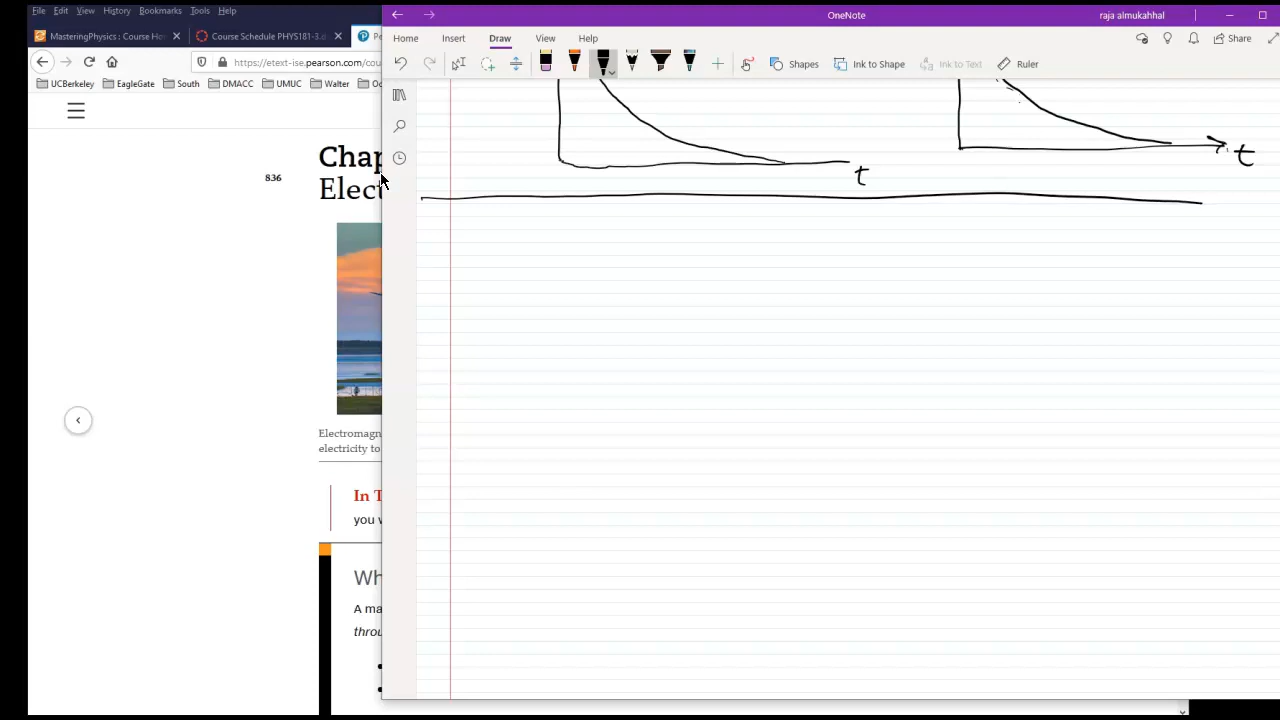 File Edit View History Bookmarks Tools Help
MasteringPhysics : Course Ho
Course Schedule PHYS181-3.d
https://etext-ise.pearson.com/cou
UCBerkeley EagleGate South DMACC UMUC Walter
836
Chap
Elect
Electromagn
electricity to
In T
you v
Wh
A ma
throu
OneNote
raja almukahhal
Home Insert Draw View Help
Share
Shapes Ink to Shape Ink to Text Ruler
t
t